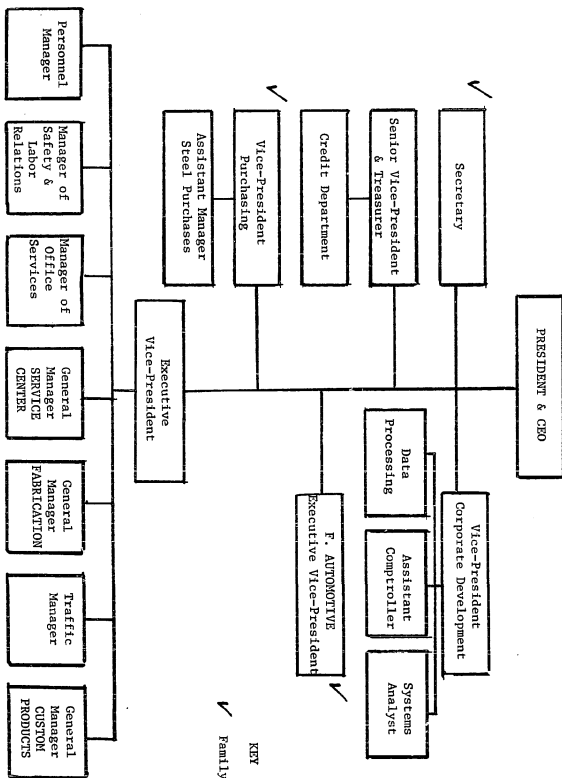 PRESIDENT & CEO
Secretary
Vice-President
Corporate Development
Senior Vice-President
& Treasurer
Credit Department
Data
Processing
Assistant
Comptroller
Systems
Analyst
Vice-President
Purchasing
Assistant Manager
Steel Purchases
F. AUTOMOTIVE
Executive Vice-President
Executive
Vice-President
KEY
✓ Family
Personnel
Manager
Manager of
Safety &
Labor
Relations
Manager of
Office
Services
General
Manager
SERVICE
CENTER
General
Manager
FABRICATION
Traffic
Manager
General
Manager
CUSTOM
PRODUCTS